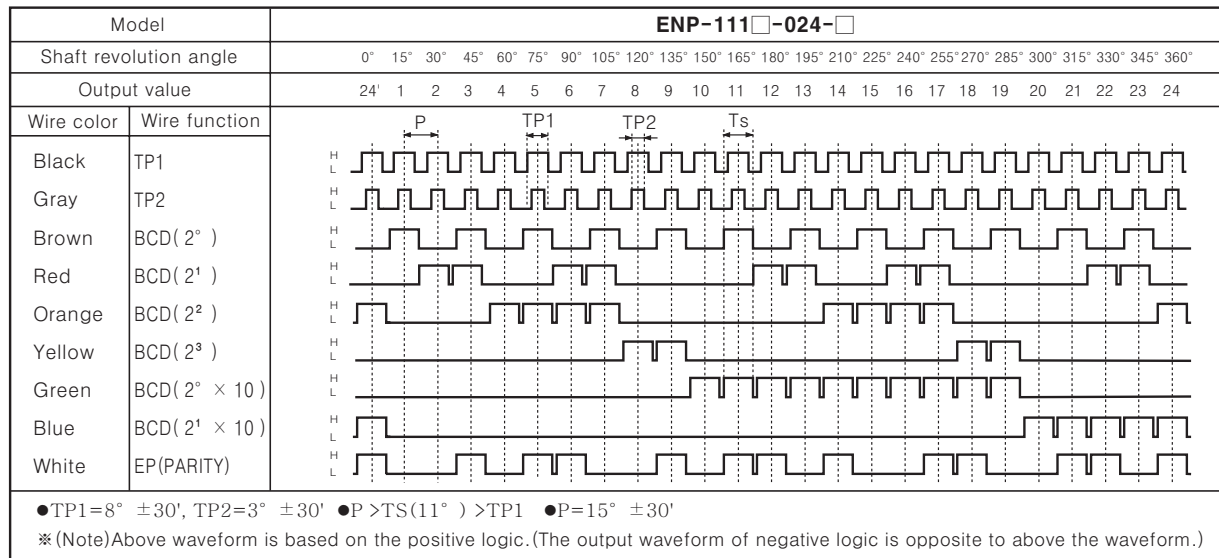 Model ENP-111□-024-□
Shaft revolution angle 0° 15° 30° 45° 60° 75° 90° 105° 120° 135° 150° 165° 180° 195° 210° 225° 240° 255° 270° 285° 300° 315° 330° 345° 360°
Output value 24' 1 2 3 4 5 6 7 8 9 10 11 12 13 14 15 16 17 18 19 20 21 22 23 24
Wire color Wire function P TP1 TP2 Ts
Black TP1 H L
Gray TP2 H L
Brown BCD(2°) H L
Red BCD(2¹) H L
Orange BCD(2²) H L
Yellow BCD(2³) H L
Green BCD(2° × 10) H L
Blue BCD(2¹ × 10) H L
White EP(PARITY) H L
●TP1=8° ±30', TP2=3° ±30' ●P >TS(11°) >TP1 ●P=15° ±30'
※(Note)Above waveform is based on the positive logic.(The output waveform of negative logic is opposite to above the waveform.)